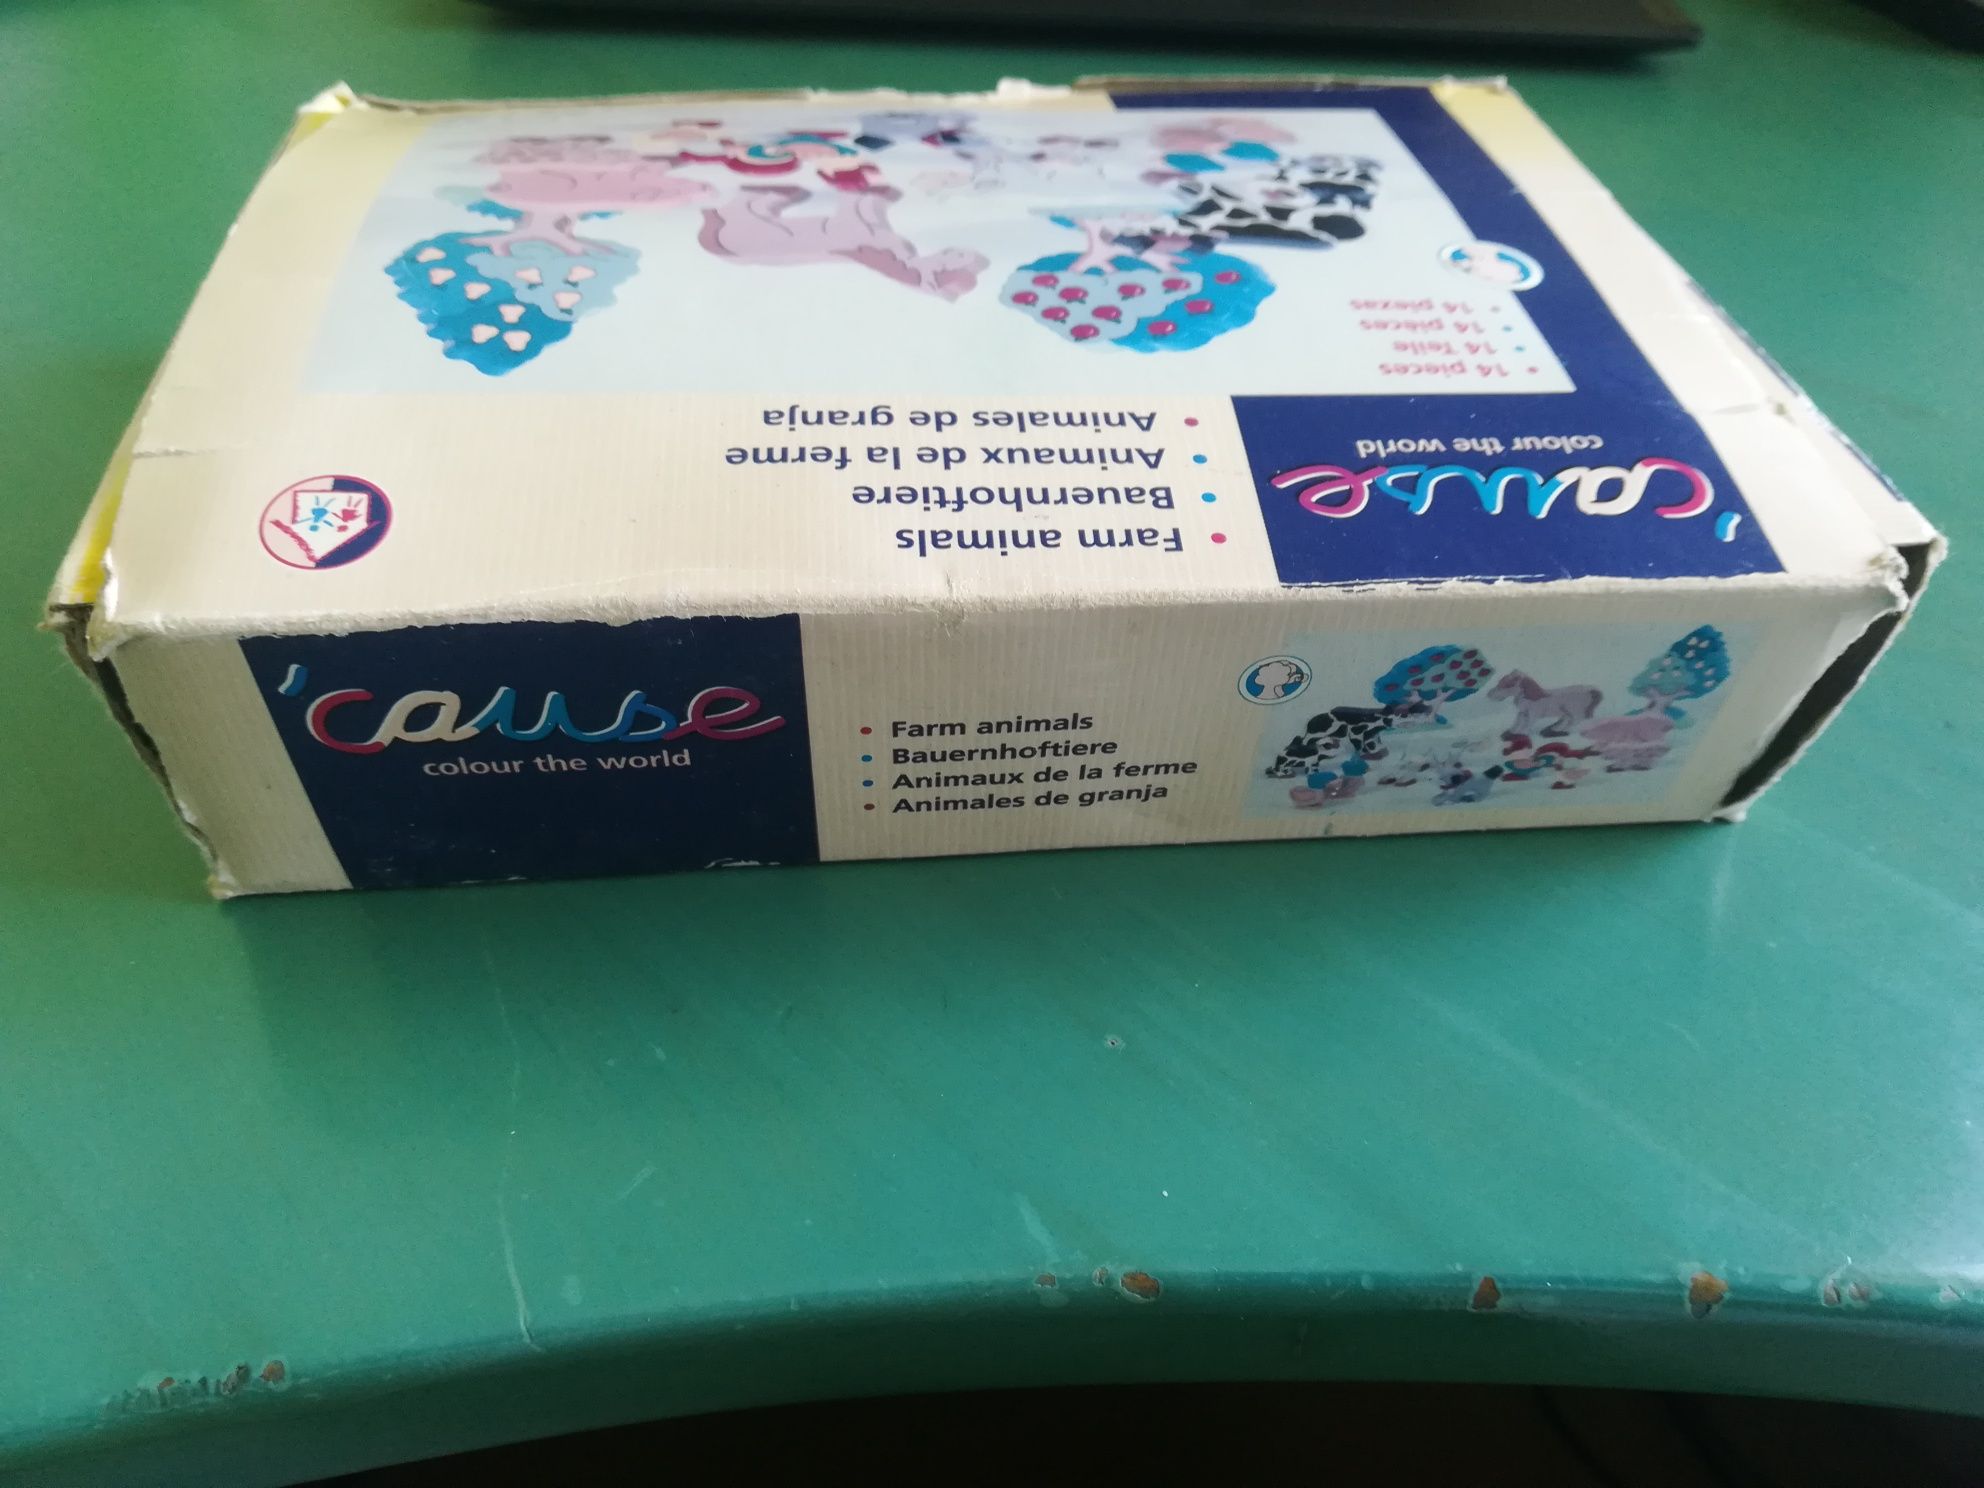 • 14 pieces
• 14 Teile
• 14 pièces
• 14 piezas
'cause
colour the world
• Farm animals
• Bauernhoftiere
• Animaux de la ferme
• Animales de granja
'cause
colour the world
• Farm animals
• Bauernhoftiere
• Animaux de la ferme
• Animales de granja